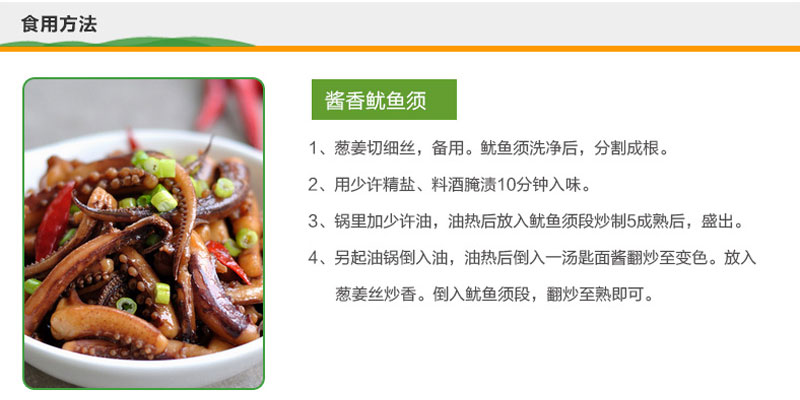 食用方法
酱香鱿鱼须
1、葱姜切细丝，备用。鱿鱼须洗净后，分割成根。
2、用少许精盐、料酒腌渍10分钟入味。
3、锅里加少许油，油热后放入鱿鱼须段炒制5成熟后，盛出。
4、另起油锅倒入油，油热后倒入一汤匙面酱翻炒至变色。放入
葱姜丝炒香。倒入鱿鱼须段，翻炒至熟即可。